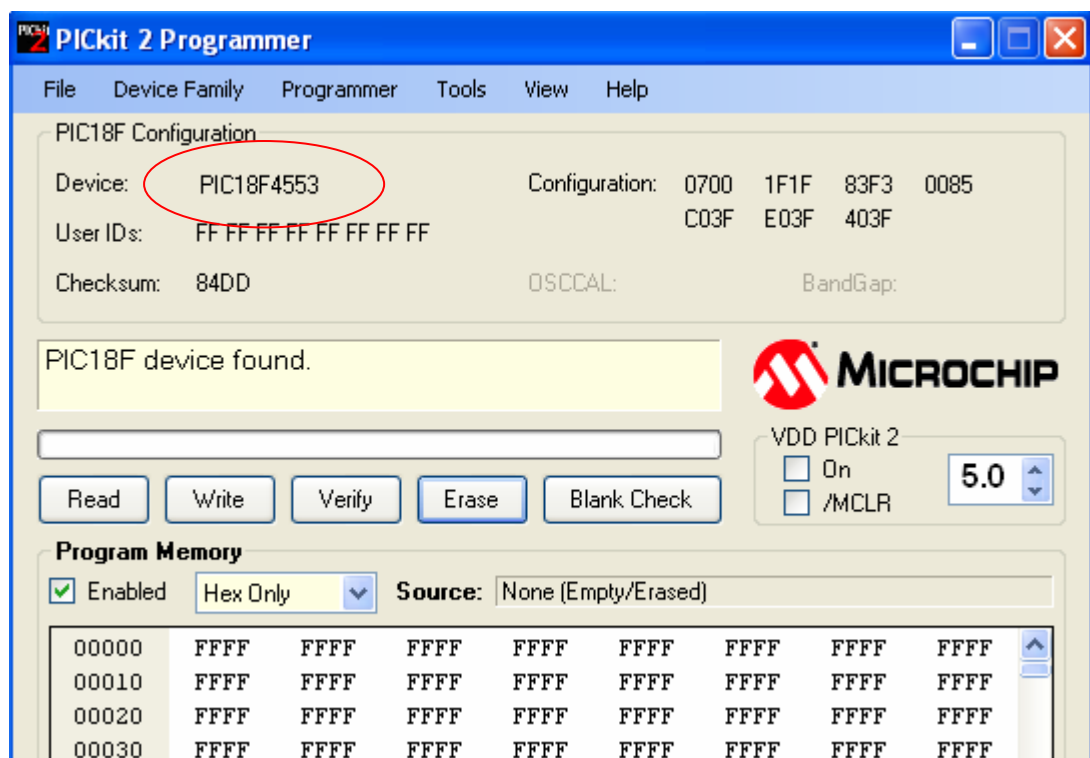 PICkit 2 Programmer
File Device Family Programmer Tools View Help
PIC18F Configuration
Device: PIC18F4553 Configuration: 0700 1F1F 83F3 0085
C03F E03F 403F
User IDs: FF FF FF FF FF FF FF FF
Checksum: 84DD OSCCAL: BandGap:
PIC18F device found.
MICROCHIP
VDD PICkit 2
On
/MCLR
5.0
Read Write Verify Erase Blank Check
Program Memory
Enabled Hex Only Source: None (Empty/Erased)
00000 FFFF FFFF FFFF FFFF FFFF FFFF FFFF FFFF
00010 FFFF FFFF FFFF FFFF FFFF FFFF FFFF FFFF
00020 FFFF FFFF FFFF FFFF FFFF FFFF FFFF FFFF
00030 FFFF FFFF FFFF FFFF FFFF FFFF FFFF FFFF